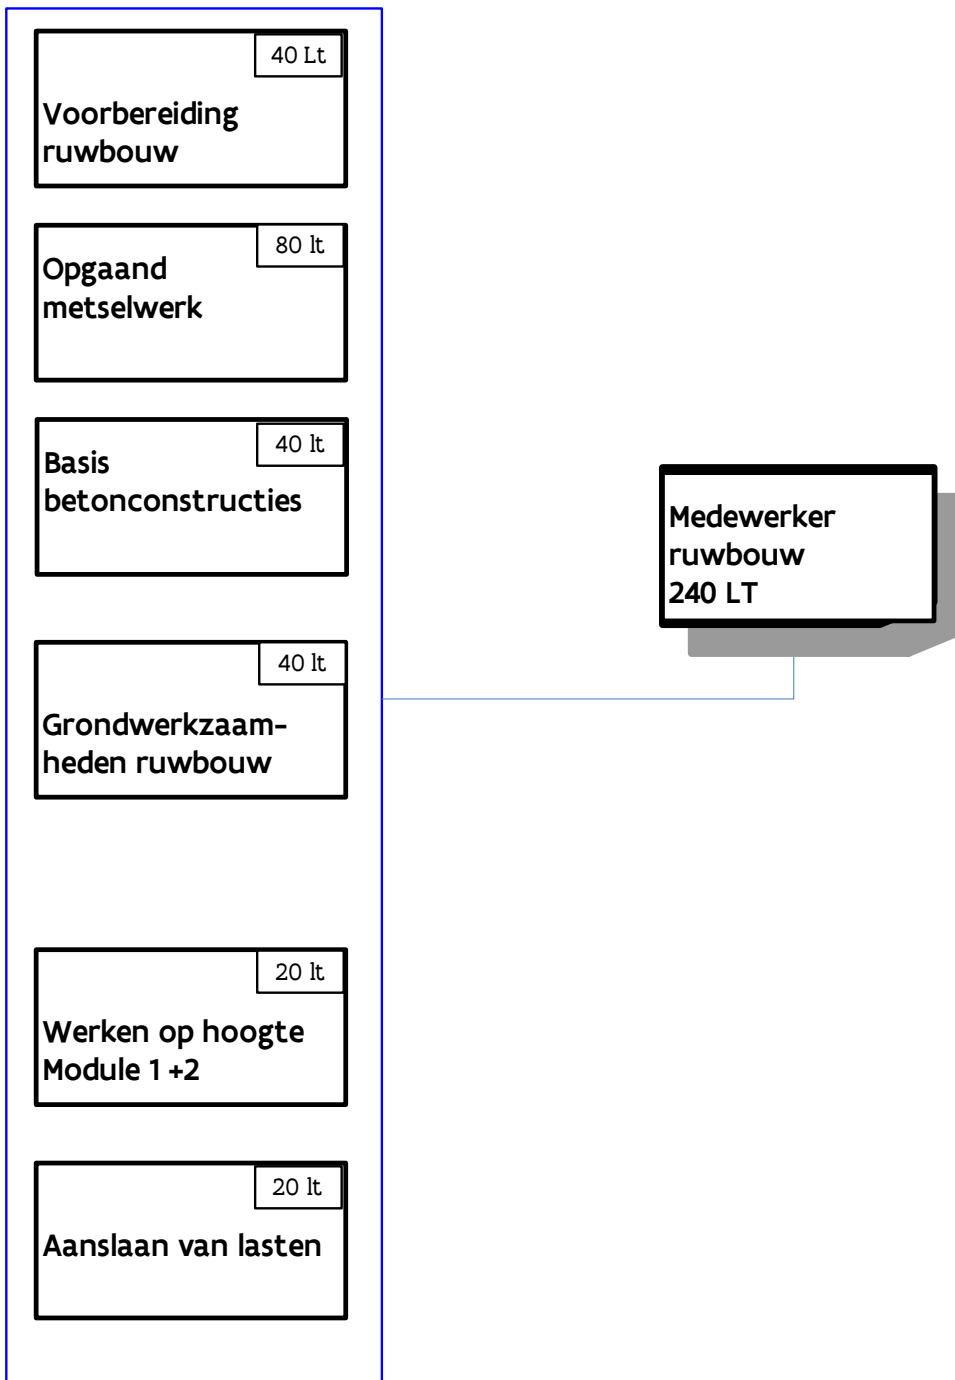 40 Lt
Voorbereiding
ruwbouw
80 lt
Opgaand
metselwerk
40 lt
Basis
betonconstructies
40 lt
Grondwerkzaam-
heden ruwbouw
20 lt
Werken op hoogte
Module 1 +2
20 lt
Aanslaan van lasten
Medewerker
ruwbouw
240 LT